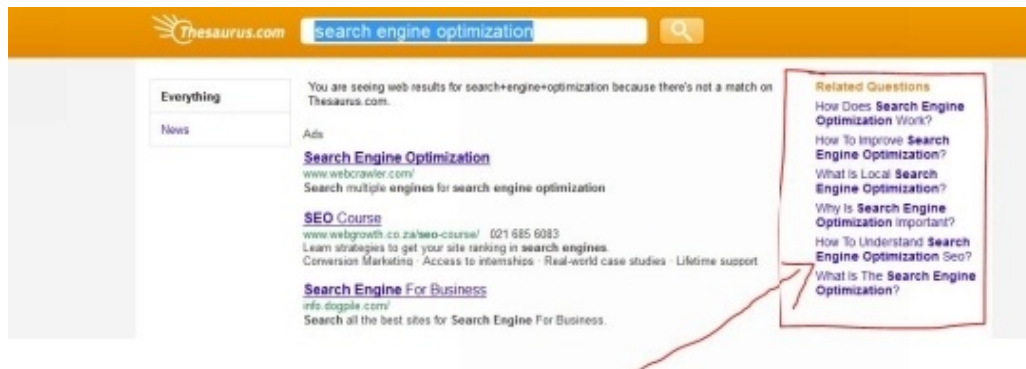 Thesaurus.com
search engine optimization
Everything
News
You are seeing web results for search+engine+optimization because there's not a match on
Thesaurus.com.
Ads
Search Engine Optimization
www.webcrawler.com/
Search multiple engines for search engine optimization
SEO Course
www.webgrowth.co.za/seo-course/ 021 685 6083
Learn strategies to get your site ranking in search engines.
Conversion Marketing · Access to internships · Real-world case studies · Lifetime support
Search Engine For Business
info.dogpile.com/
Search all the best sites for Search Engine For Business.
Related Questions
How Does Search Engine
Optimization Work?
How To Improve Search
Engine Optimization?
What Is Local Search
Engine Optimization?
Why Is Search Engine
Optimization Important?
How To Understand Search
Engine Optimization Seo?
What Is The Search Engine
Optimization?